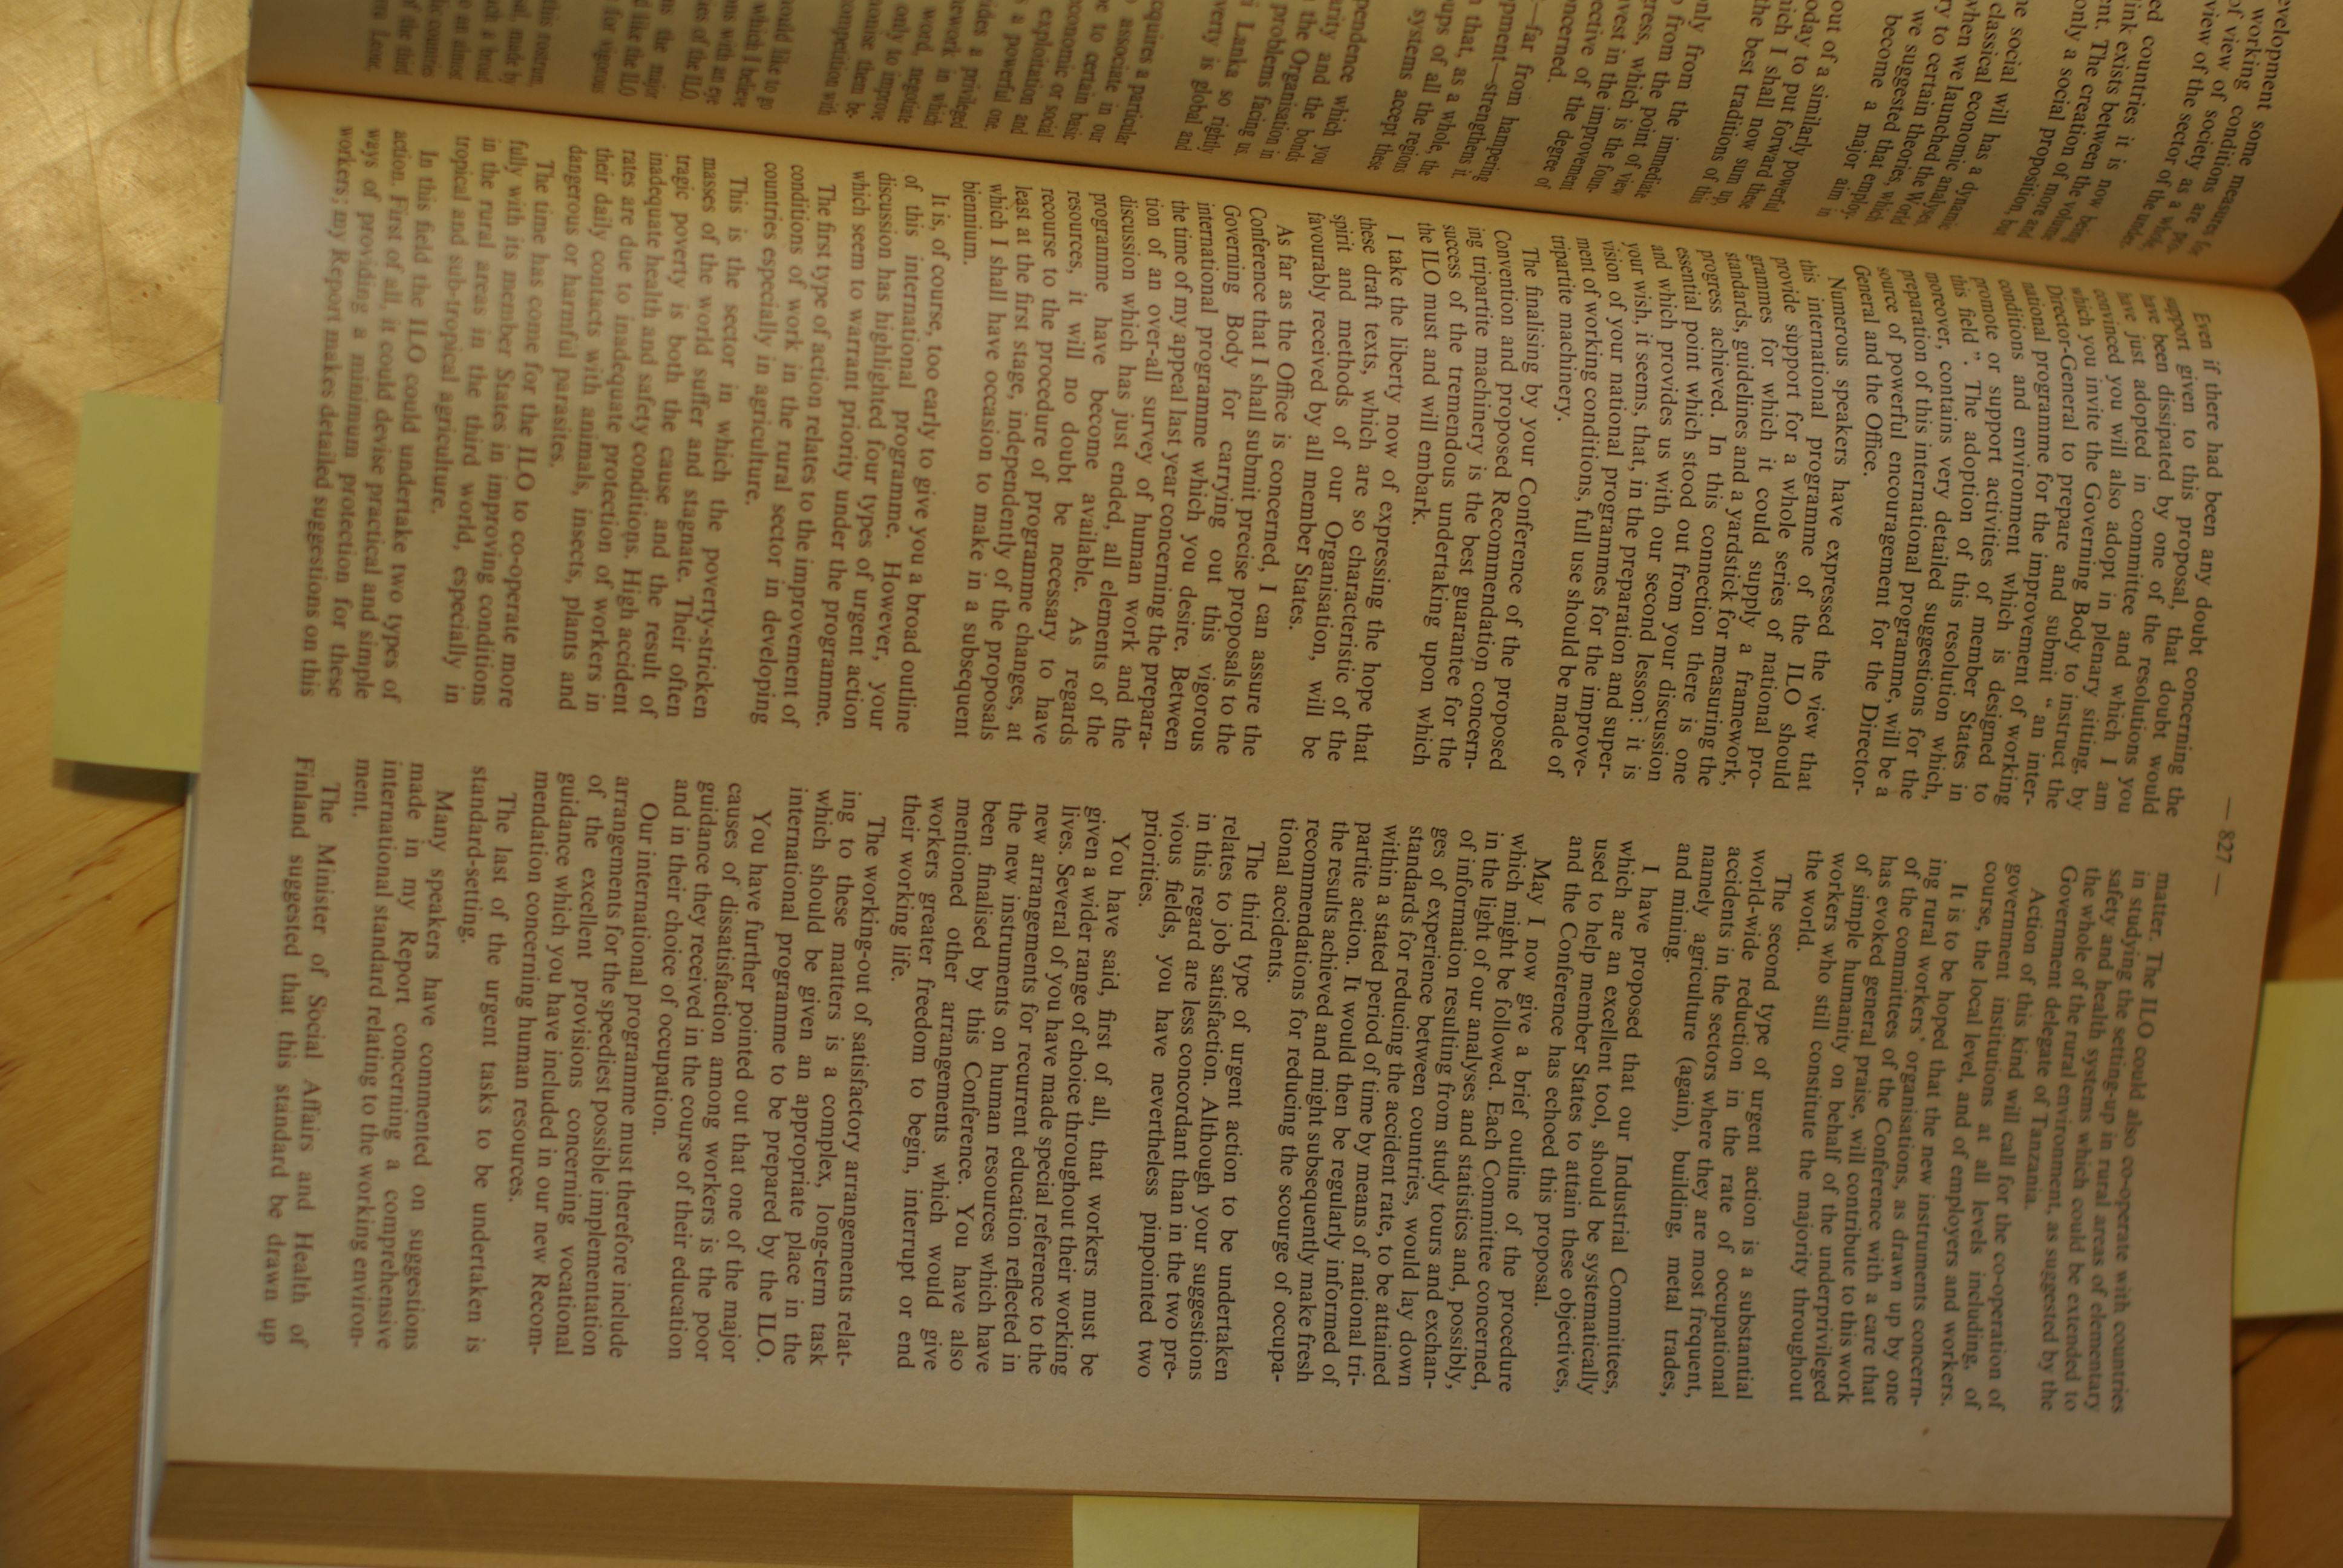 evelopment some measures for
working conditions are pro-
of view of society as a whole,
view of the sector of the under-
ed countries it is now being
link exists between the volume
ent. The creation of more and
only a social proposition, but
he social will has a dynamic
classical economic analyses,
when we launched the World
ry to certain theories, which
we suggested that employ-
become a major aim in
out of a similarly powerful
oday to put forward these
hich I shall now sum up,
the best traditions of this
only from the immediate
o from the point of view
gress, which is the foun-
nvest in the improvement
ective of the degree of
oncerned.
—far from hampering
opment—strengthens it.
n that, as a whole, the
oups of all the regions
systems accept these
pendence which you
arity and the bonds
the Organisation in
problems facing us.
i Lanka so rightly
verty is global and
cquires a particular
o associate in our
be to certain basic
economic or social
exploitation and
s a powerful one.
vides a privileged
nework in which
word, negotiate
only to improve
monise them be-
competition with
would like to go
which I believe
ons with an eye
ies of the ILO.
ns the major
d like the ILO
for vigorous
this rostrum,
sal, made by
such a broad
o an almost
lic countries
of the third
rra Leone.
— 827 —
Even if there had been any doubt concerning the
support given to this proposal, that doubt would
have been dissipated by one of the resolutions you
have just adopted in committee and which I am
convinced you will also adopt in plenary sitting, by
which you invite the Governing Body to instruct the
Director-General to prepare and submit “ an inter-
national programme for the improvement of working
conditions and environment which is designed to
promote or support activities of member States in
this field ”. The adoption of this resolution which,
moreover, contains very detailed suggestions for the
preparation of this international programme, will be a
source of powerful encouragement for the Director-
General and the Office.
Numerous speakers have expressed the view that
this international programme of the ILO should
provide support for a whole series of national pro-
grammes for which it could supply a framework,
standards, guidelines and a yardstick for measuring the
progress achieved. In this connection there is one
essential point which stood out from your discussion
and which provides us with our second lesson: it is
your wish, it seems, that, in the preparation and super-
vision of your national programmes for the improve-
ment of working conditions, full use should be made of
tripartite machinery.
The finalising by your Conference of the proposed
Convention and proposed Recommendation concern-
ing tripartite machinery is the best guarantee for the
success of the tremendous undertaking upon which
the ILO must and will embark.
I take the liberty now of expressing the hope that
these draft texts, which are so characteristic of the
spirit and methods of our Organisation, will be
favourably received by all member States.
As far as the Office is concerned, I can assure the
Conference that I shall submit precise proposals to the
Governing Body for carrying out this vigorous
international programme which you desire. Between
the time of my appeal last year concerning the prepara-
tion of an over-all survey of human work and the
discussion which has just ended, all elements of the
programme have become available. As regards
resources, it will no doubt be necessary to have
recourse to the procedure of programme changes, at
least at the first stage, independently of the proposals
which I shall have occasion to make in a subsequent
biennium.
It is, of course, too early to give you a broad outline
of this international programme. However, your
discussion has highlighted four types of urgent action
which seem to warrant priority under the programme.
The first type of action relates to the improvement of
conditions of work in the rural sector in developing
countries especially in agriculture.
This is the sector in which the poverty-stricken
masses of the world suffer and stagnate. Their often
tragic poverty is both the cause and the result of
inadequate health and safety conditions. High accident
rates are due to inadequate protection of workers in
their daily contacts with animals, insects, plants and
dangerous or harmful parasites.
The time has come for the ILO to co-operate more
fully with its member States in improving conditions
in the rural areas in the third world, especially in
tropical and sub-tropical agriculture.
In this field the ILO could undertake two types of
action. First of all, it could devise practical and simple
ways of providing a minimum protection for these
workers; my Report makes detailed suggestions on this
matter. The ILO could also co-operate with countries
in studying the setting-up in rural areas of elementary
safety and health systems which could be extended to
the whole of the rural environment, as suggested by the
Government delegate of Tanzania.
Action of this kind will call for the co-operation of
government institutions at all levels including, of
course, the local level, and of employers and workers.
It is to be hoped that the new instruments concern-
ing rural workers’ organisations, as drawn up by one
of the committees of the Conference with a care that
has evoked general praise, will contribute to this work
of simple humanity on behalf of the underprivileged
workers who still constitute the majority throughout
the world.
The second type of urgent action is a substantial
world-wide reduction in the rate of occupational
accidents in the sectors where they are most frequent,
namely agriculture (again), building, metal trades,
and mining.
I have proposed that our Industrial Committees,
which are an excellent tool, should be systematically
used to help member States to attain these objectives,
and the Conference has echoed this proposal.
May I now give a brief outline of the procedure
which might be followed. Each Committee concerned,
in the light of our analyses and statistics and, possibly,
of information resulting from study tours and exchan-
ges of experience between countries, would lay down
standards for reducing the accident rate, to be attained
within a stated period of time by means of national tri-
partite action. It would then be regularly informed of
the results achieved and might subsequently make fresh
recommendations for reducing the scourge of occupa-
tional accidents.
The third type of urgent action to be undertaken
relates to job satisfaction. Although your suggestions
in this regard are less concordant than in the two pre-
vious fields, you have nevertheless pinpointed two
priorities.
You have said, first of all, that workers must be
given a wider range of choice throughout their working
lives. Several of you have made special reference to the
new arrangements for recurrent education reflected in
the new instruments on human resources which have
been finalised by this Conference. You have also
mentioned other arrangements which would give
workers greater freedom to begin, interrupt or end
their working life.
The working-out of satisfactory arrangements relat-
ing to these matters is a complex, long-term task
which should be given an appropriate place in the
international programme to be prepared by the ILO.
You have further pointed out that one of the major
causes of dissatisfaction among workers is the poor
guidance they received in the course of their education
and in their choice of occupation.
Our international programme must therefore include
arrangements for the speediest possible implementation
of the excellent provisions concerning vocational
guidance which you have included in our new Recom-
mendation concerning human resources.
The last of the urgent tasks to be undertaken is
standard-setting.
Many speakers have commented on suggestions
made in my Report concerning a comprehensive
international standard relating to the working environ-
ment.
The Minister of Social Affairs and Health of
Finland suggested that this standard be drawn up